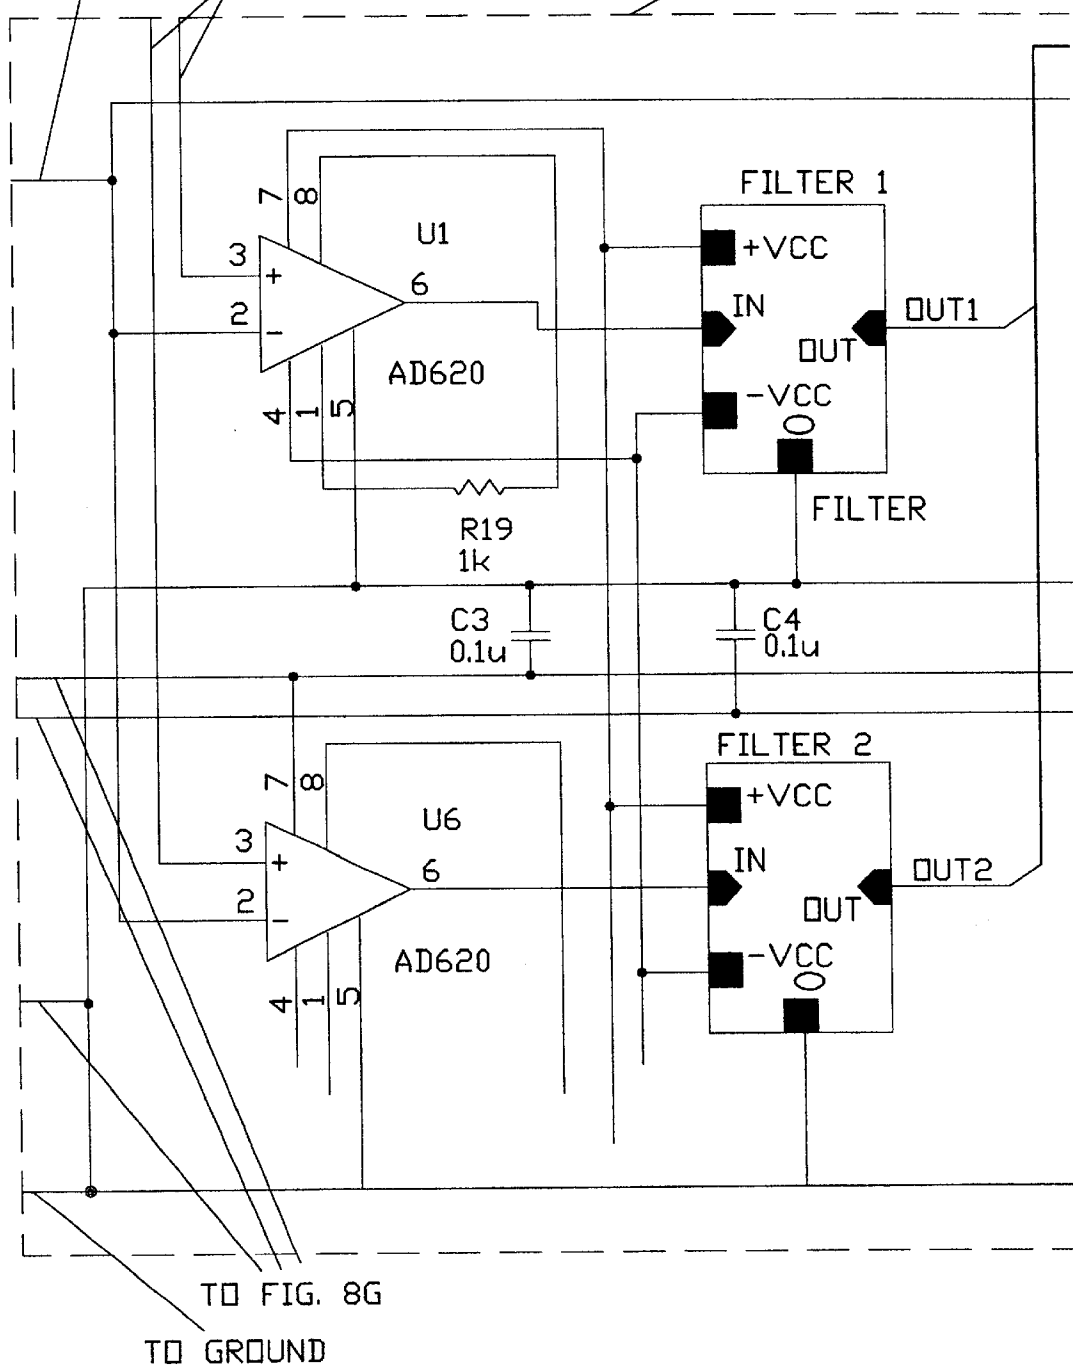 FILTER 1
7
8
U1
+VCC
3
+
6
IN
OUT1
2
-
OUT
AD620
-VCC
4
1
5
0
R19
1k
FILTER
C3
0.1u
C4
0.1u
FILTER 2
7
8
U6
+VCC
3
+
6
IN
OUT2
2
-
OUT
AD620
-VCC
4
1
5
0
TO FIG. 8G
TO GROUND